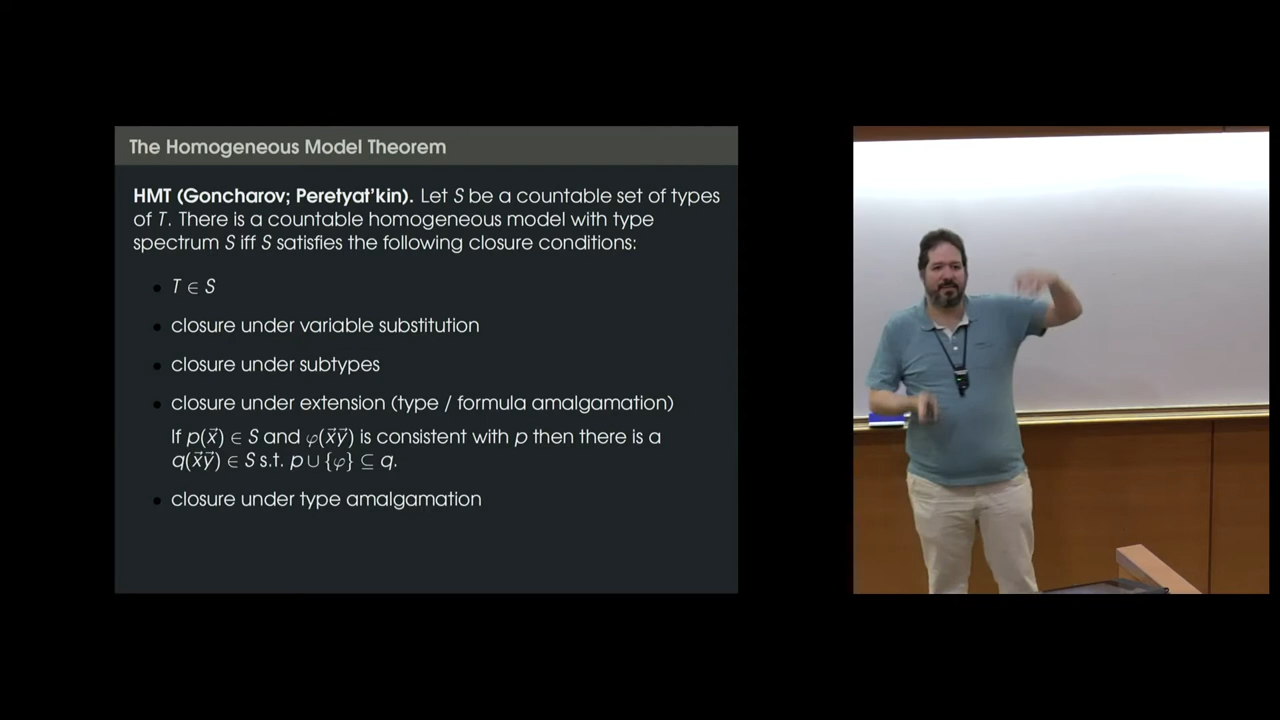 The Homogeneous Model Theorem
HMT (Goncharov; Peretyat'kin). Let S be a countable set of types
of T. There is a countable homogeneous model with type
spectrum S iff S satisfies the following closure conditions:
• T ∈ S
• closure under variable substitution
• closure under subtypes
• closure under extension (type / formula amalgamation)
If p(x⃗) ∈ S and φ(x⃗y⃗) is consistent with p then there is a
q(x⃗y⃗) ∈ S s.t. p ∪ {φ} ⊆ q.
• closure under type amalgamation